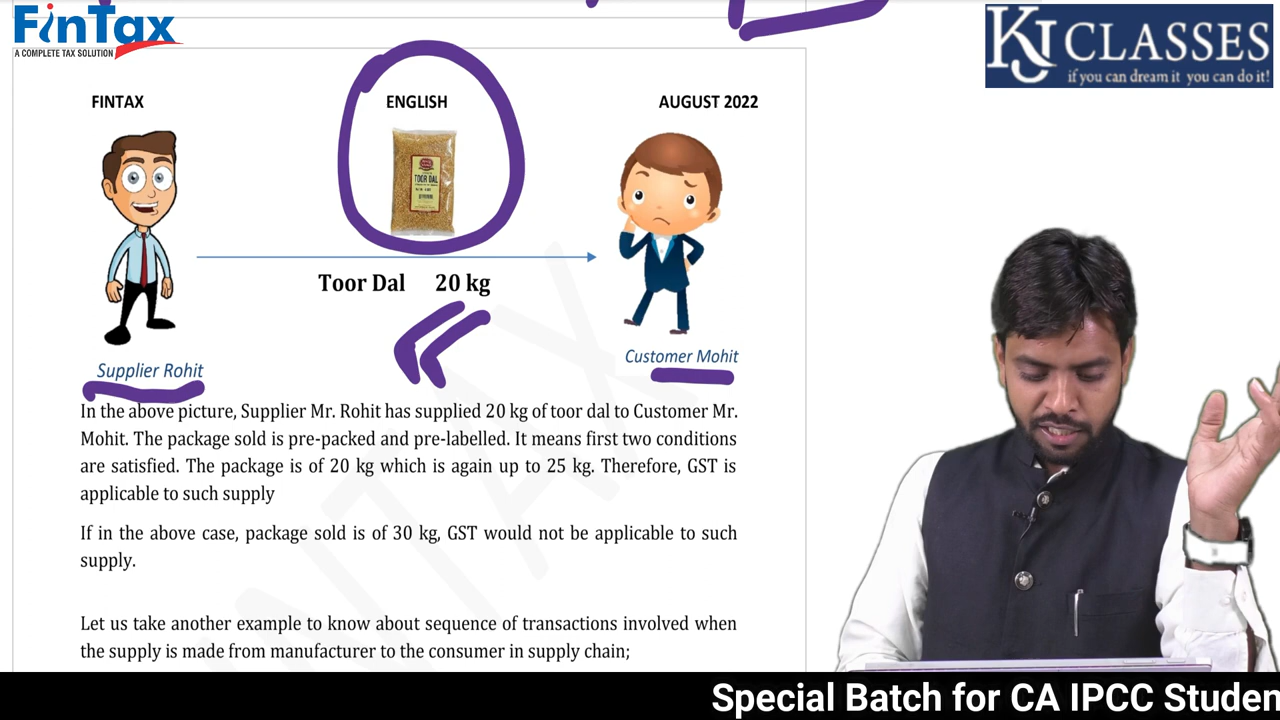 FinTax
A COMPLETE TAX SOLUTION
KJ CLASSES
if you can dream it you can do it!
FINTAX
ENGLISH
AUGUST 2022
TOOR DAL
Toor Dal 20 kg
Supplier Rohit
Customer Mohit
In the above picture, Supplier Mr. Rohit has supplied 20 kg of toor dal to Customer Mr.
Mohit. The package sold is pre-packed and pre-labelled. It means first two conditions
are satisfied. The package is of 20 kg which is again up to 25 kg. Therefore, GST is
applicable to such supply
If in the above case, package sold is of 30 kg, GST would not be applicable to such
supply.
Let us take another example to know about sequence of transactions involved when
the supply is made from manufacturer to the consumer in supply chain;
Special Batch for CA IPCC Studen